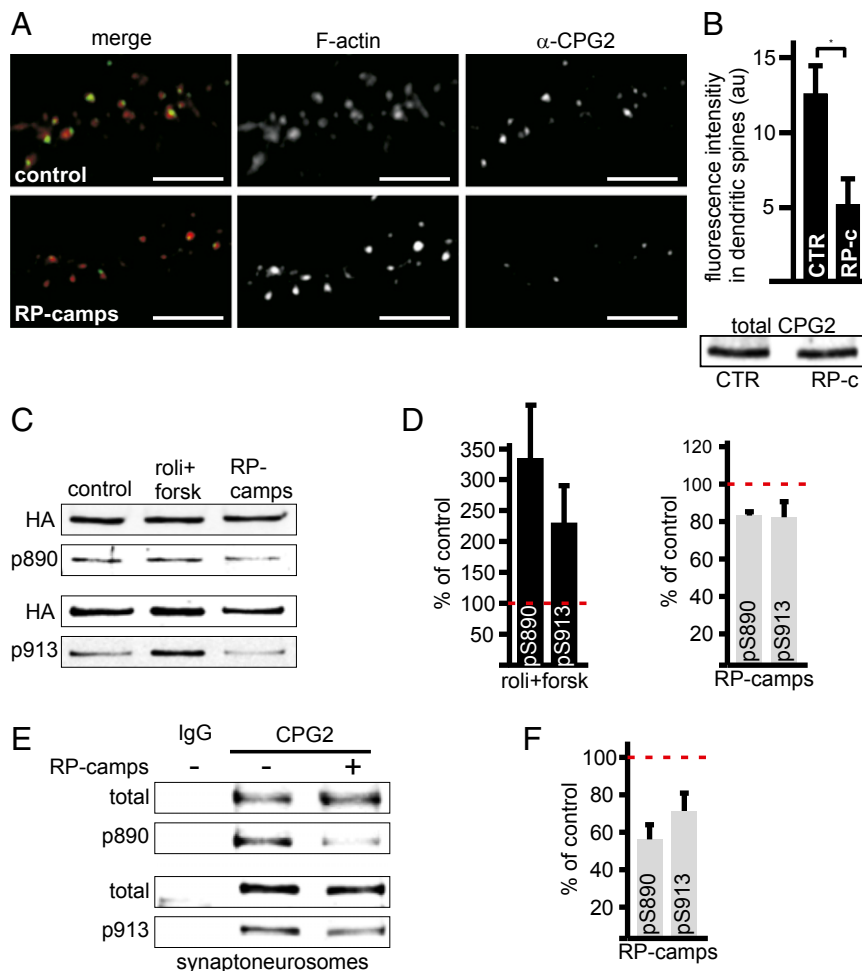 A
merge
F-actin
α-CPG2
control
RP-camps
B
fluorescence intensitiy
in dendritic spines (au)
15
10
5
CTR
RP-c
*
total CPG2
CTR
RP-c
C
control
roli+
forsk
RP-
camps
HA
p890
HA
p913
D
% of control
350
300
250
200
150
100
50
pS890
pS913
roli+forsk
% of control
120
100
80
60
40
20
pS890
pS913
RP-camps
E
IgG
CPG2
RP-camps
- - +
total
p890
total
p913
synaptoneurosomes
F
% of control
100
80
60
40
20
pS890
pS913
RP-camps